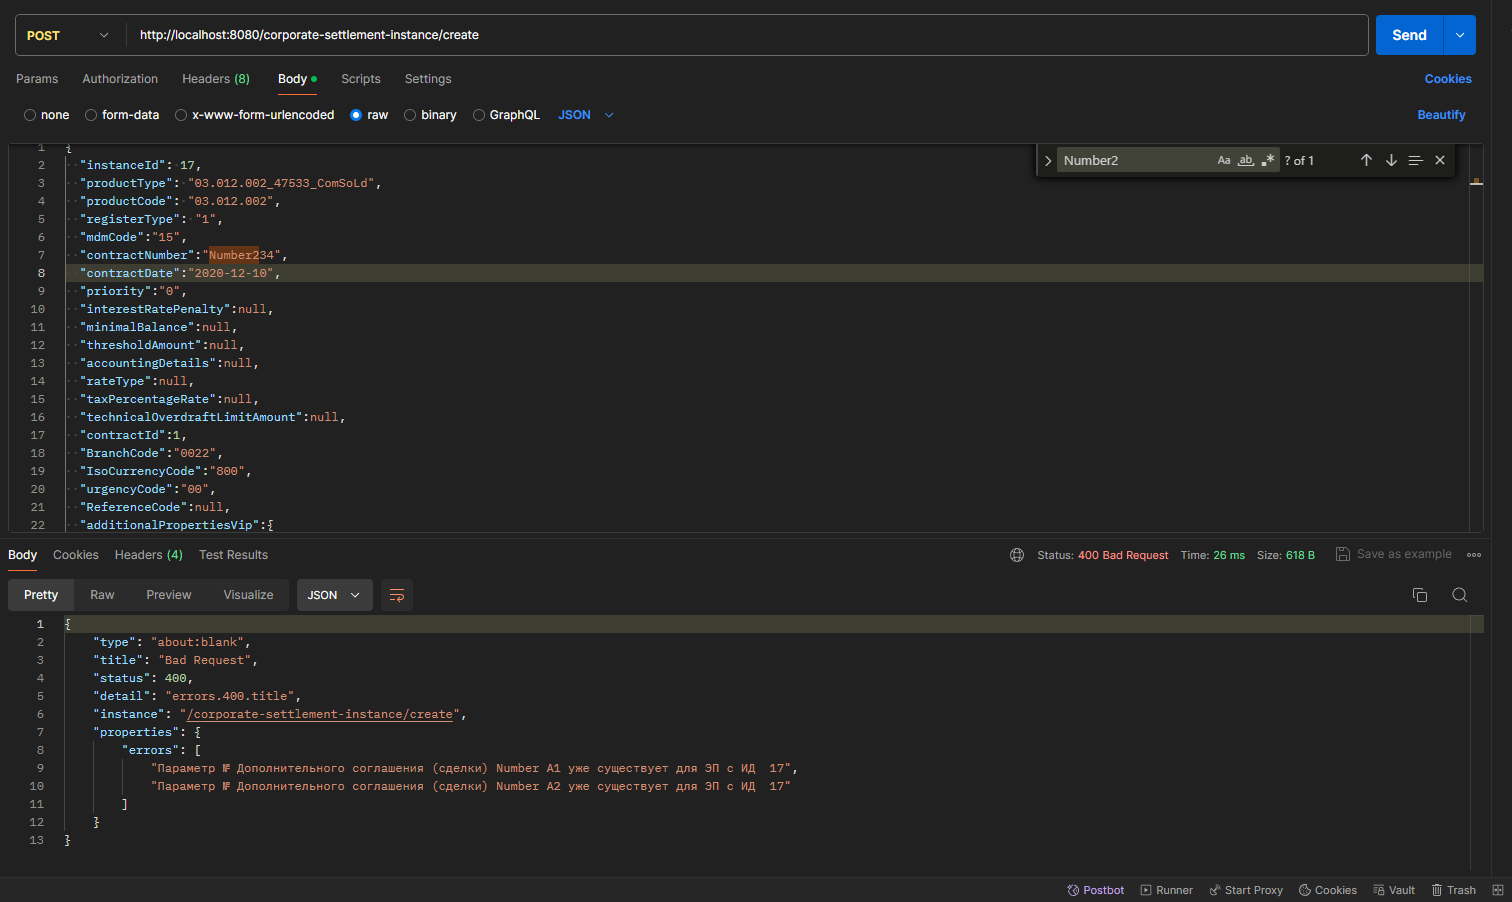 POST
http://localhost:8080/corporate-settlement-instance/create
Send
Params Authorization Headers (8) Body Scripts Settings Cookies
none form-data x-www-form-urlencoded raw binary GraphQL JSON Beautify
Number2 Aa ab .* ? of 1
1 {
2 "instanceId": 17,
3 "productType": "03.012.002_47533_ComSoLd",
4 "productCode": "03.012.002",
5 "registerType": "1",
6 "mdmCode":"15",
7 "contractNumber":"Number234",
8 "contractDate":"2020-12-10",
9 "priority":"0",
10 "interestRatePenalty":null,
11 "minimalBalance":null,
12 "thresholdAmount":null,
13 "accountingDetails":null,
14 "rateType":null,
15 "taxPercentageRate":null,
16 "technicalOverdraftLimitAmount":null,
17 "contractId":1,
18 "BranchCode":"0022",
19 "IsoCurrencyCode":"800",
20 "urgencyCode":"00",
21 "ReferenceCode":null,
22 "additionalPropertiesVip":{
Body Cookies Headers (4) Test Results Status: 400 Bad Request Time: 26 ms Size: 618 B Save as example
Pretty Raw Preview Visualize JSON
1 {
2 "type": "about:blank",
3 "title": "Bad Request",
4 "status": 400,
5 "detail": "errors.400.title",
6 "instance": "/corporate-settlement-instance/create",
7 "properties": {
8 "errors": [
9 "Параметр № Дополнительного соглашения (сделки) Number A1 уже существует для ЭП с ИД  17",
10 "Параметр № Дополнительного соглашения (сделки) Number A2 уже существует для ЭП с ИД  17"
11 ]
12 }
13 }
Postbot Runner Start Proxy Cookies Vault Trash